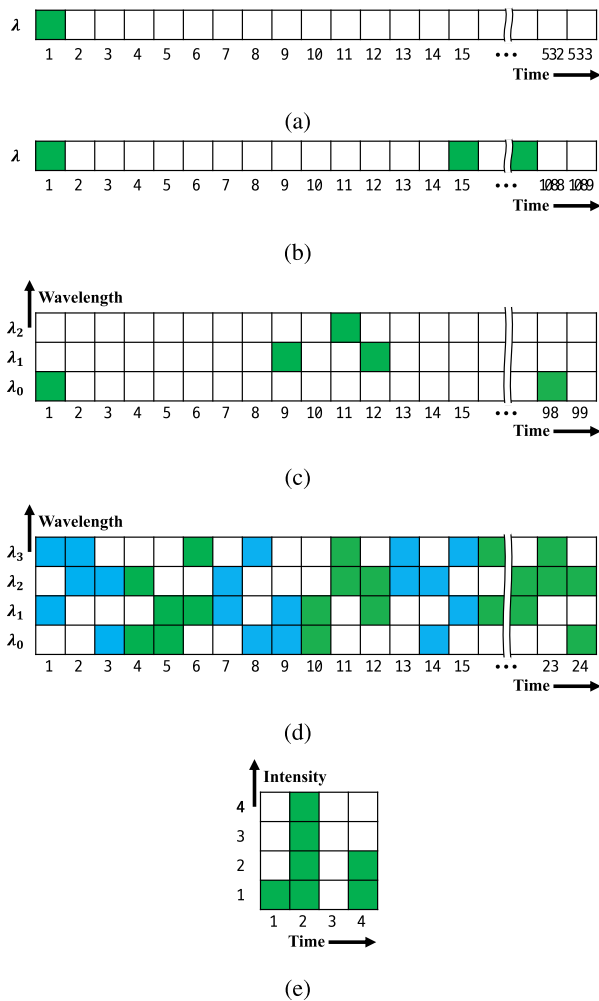 λ
1 2 3 4 5 6 7 8 9 10 11 12 13 14 15 ••• 532 533
Time
(a)
λ
1 2 3 4 5 6 7 8 9 10 11 12 13 14 15 •••
Time
(b)
Wavelength
λ₂
λ₁
λ₀
1 2 3 4 5 6 7 8 9 10 11 12 13 14 15 ••• 98 99
Time
(c)
Wavelength
λ₃
λ₂
λ₁
λ₀
1 2 3 4 5 6 7 8 9 10 11 12 13 14 15 ••• 23 24
Time
(d)
Intensity
4
3
2
1
1 2 3 4
Time
(e)